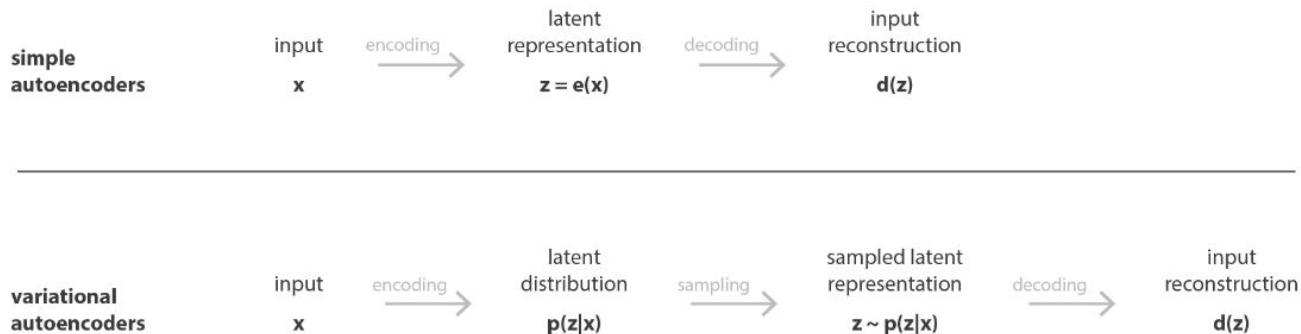 simple
autoencoders
input
x
encoding
latent
representation
z = e(x)
decoding
input
reconstruction
d(z)
variational
autoencoders
input
x
encoding
latent
distribution
p(z|x)
sampling
sampled latent
representation
z ~ p(z|x)
decoding
input
reconstruction
d(z)